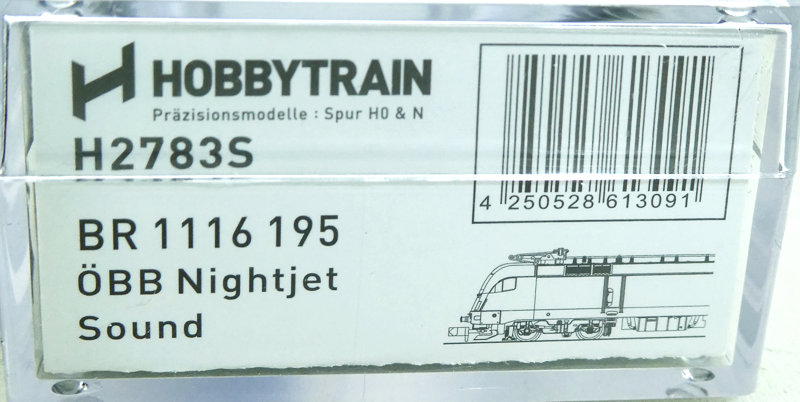 HOBBYTRAIN
Präzisionsmodelle : Spur H0 & N
H2783S
BR 1116 195
ÖBB Nightjet
Sound
4 250528 613091